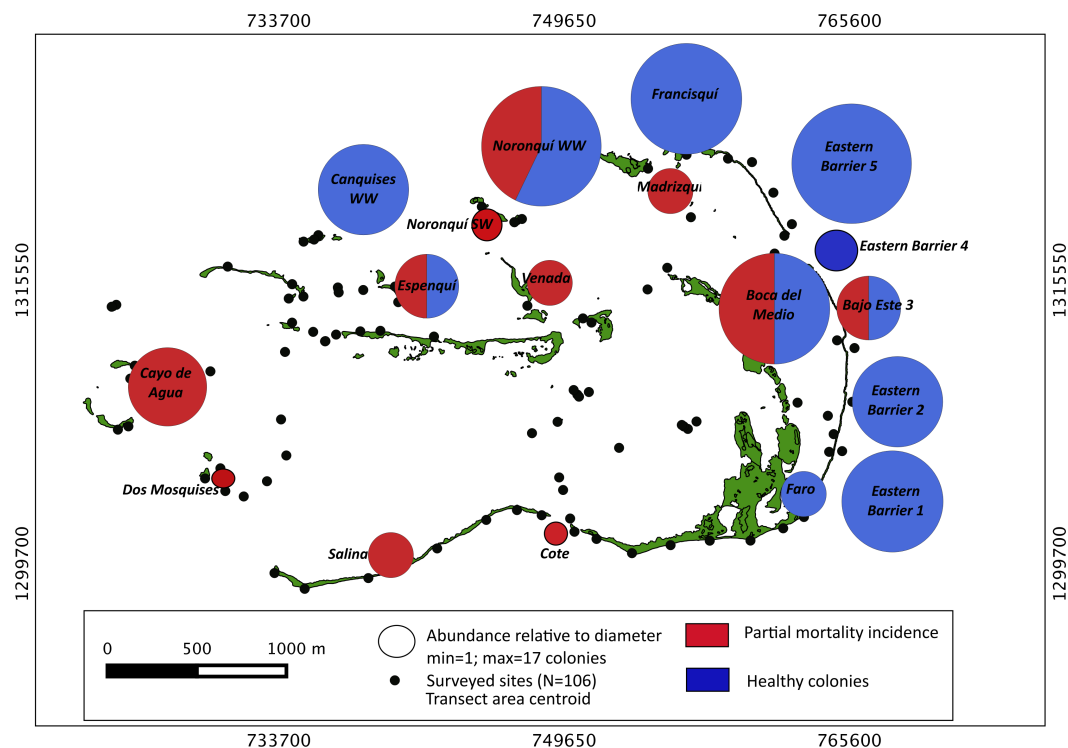 733700 749650 765600
Francisquí
Noronquí WW
Eastern
Barrier 5
Canquises
WW
Madrizquí
Noronquí SW
Eastern Barrier 4
1315550
1315550
Espenquí
Venada
Boca del
Medio
Bajo Este 3
Cayo de
Agua
Eastern
Barrier 2
Dos Mosquises
Faro
Eastern
Barrier 1
Salina
Cote
1299700
1299700
0 500 1000 m
Abundance relative to diameter
min=1; max=17 colonies
Surveyed sites (N=106)
Transect area centroid
Partial mortality incidence
Healthy colonies
733700 749650 765600